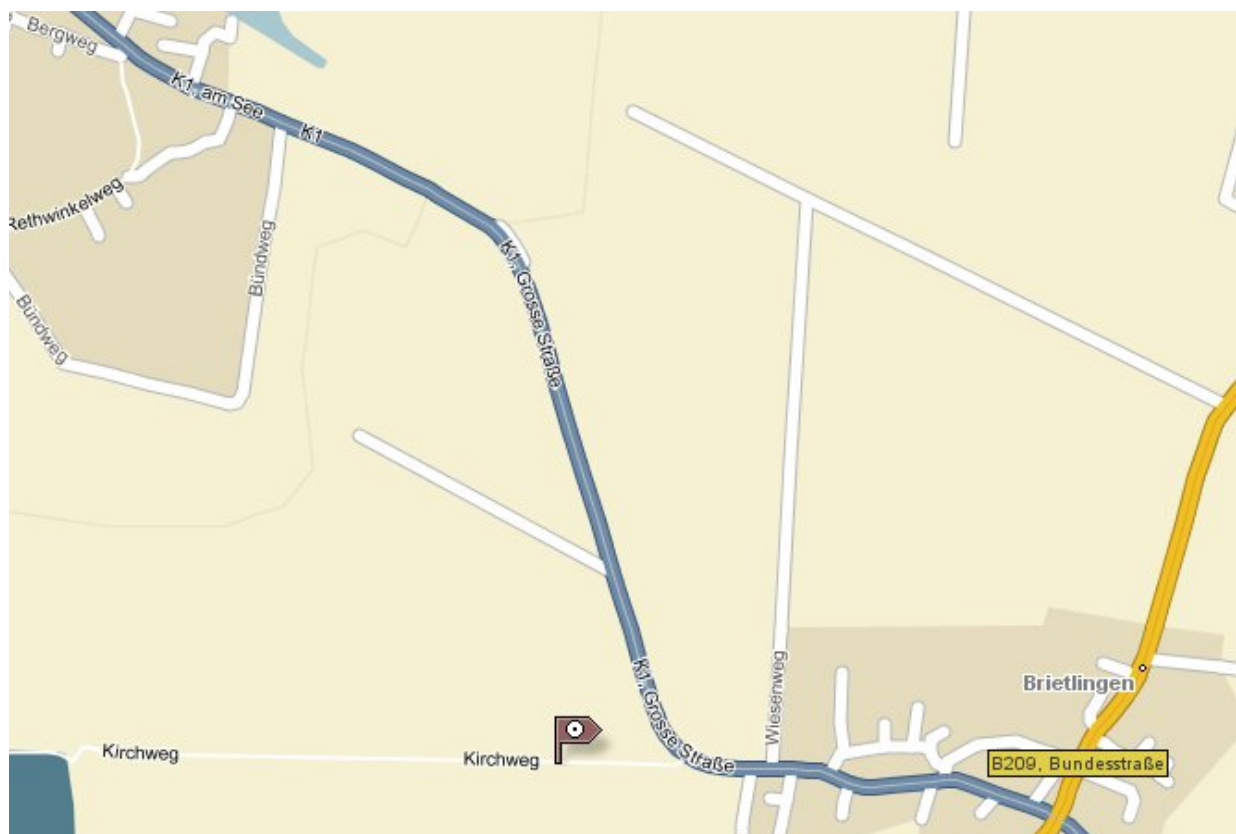 Bergweg
K1, am See
K1
Rethwinkelweg
Bündweg
Bündweg
K1, Grosse Straße
K1, Grosse Straße
Wiesenweg
Brietlingen
Kirchweg
Kirchweg
B209, Bundesstraße